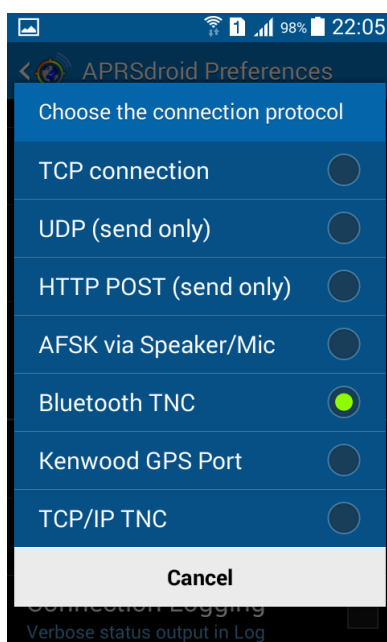 1 98% 22:05
APRSdroid Preferences
Choose the connection protocol
TCP connection
UDP (send only)
HTTP POST (send only)
AFSK via Speaker/Mic
Bluetooth TNC
Kenwood GPS Port
TCP/IP TNC
Cancel
Connection Logging
Verbose status output in Log